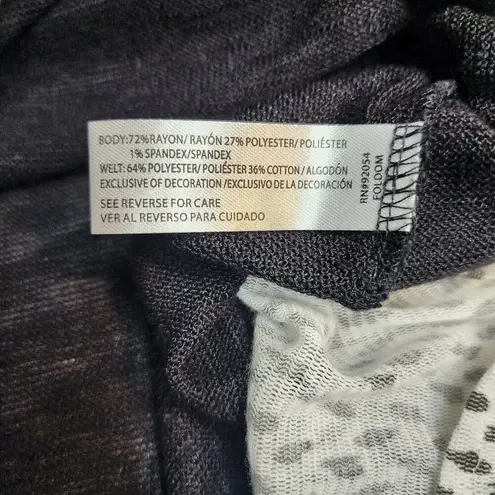 BODY:72%RAYON/ RAYÓN 27% POLYESTER/ POLIÉSTER
1% SPANDEX/SPANDEX
WELT: 64% POLYESTER/ POLIÉSTER 36% COTTON / ALGODÓN
EXCLUSIVE OF DECORATION /EXCLUSIVO DE LA DECORACIÓN
SEE REVERSE FOR CARE
VER AL REVERSO PARA CUIDADO
RN#92054
FOLDOM